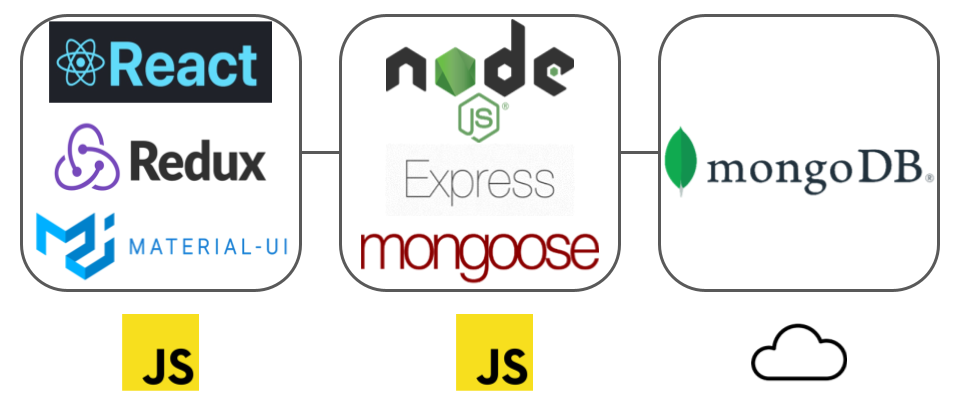 React
Redux
MATERIAL-UI
node
JS®
Express
mongoose
mongoDB®
JS
JS